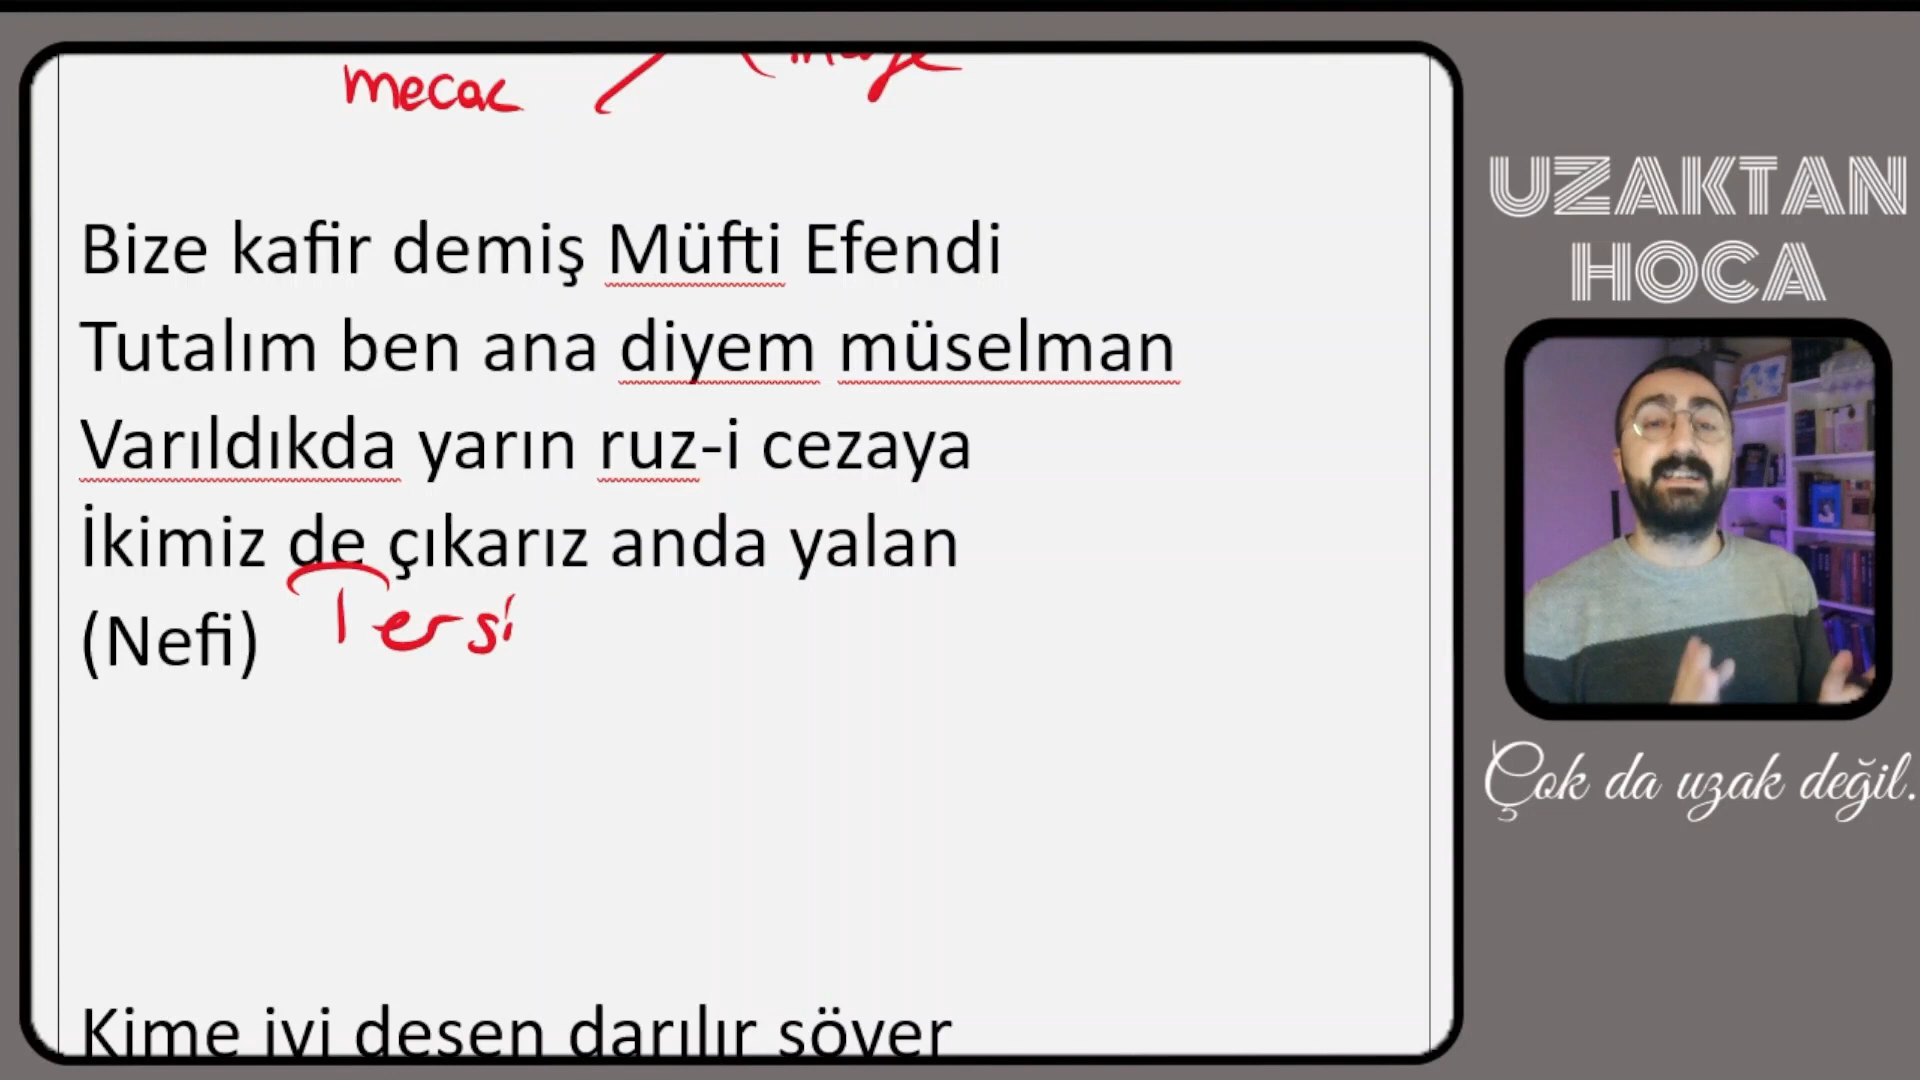 mecaz
Bize kafir demiş Müfti Efendi
Tutalım ben ana diyem müselman
Varıldıkda yarın ruz-i cezaya
İkimiz de çıkarız anda yalan
(Nefi)
Tersi
Kime iyi desen darılır söver
UZAKTAN
HOCA
Çok da uzak değil.